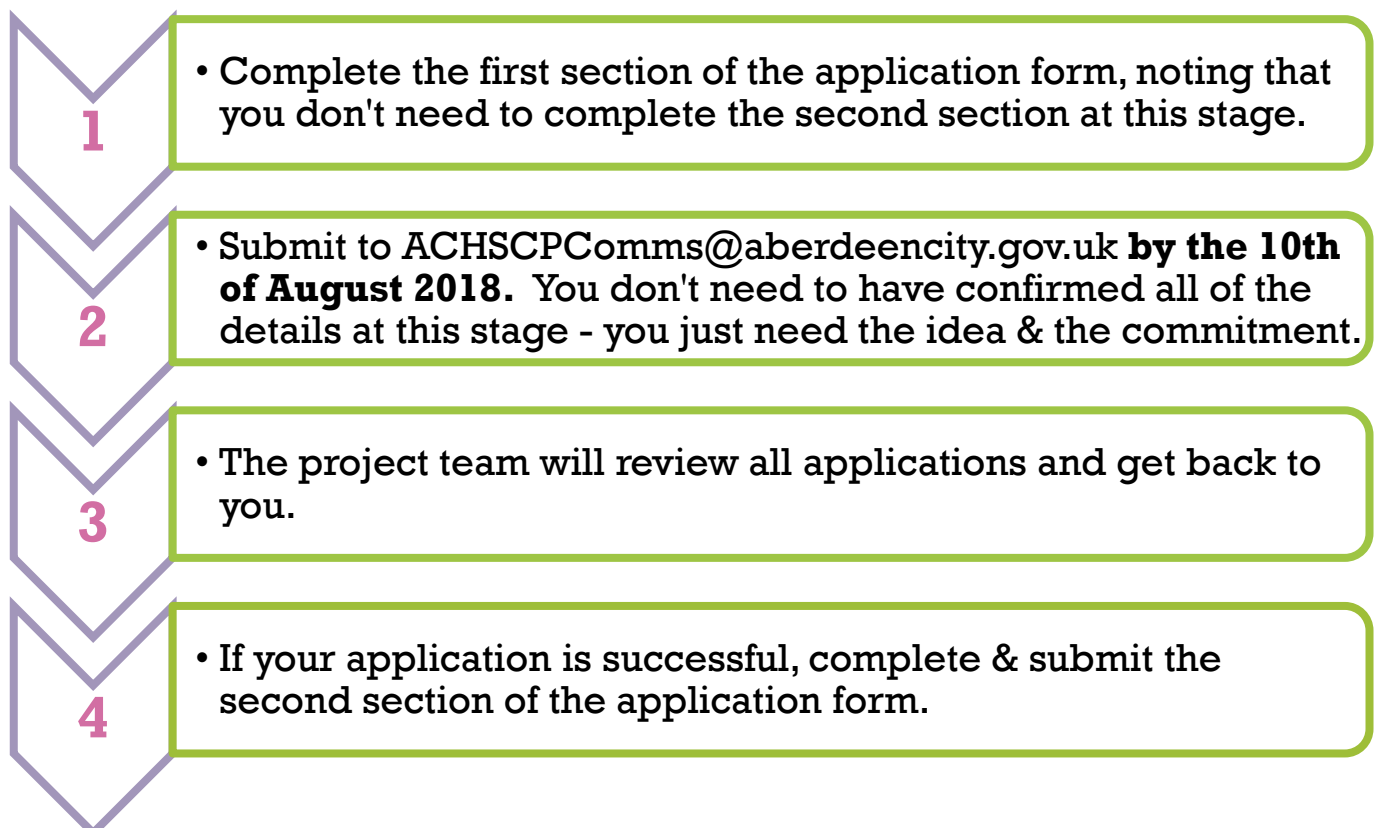 1
• Complete the first section of the application form, noting that
you don't need to complete the second section at this stage.
2
• Submit to ACHSCPComms@aberdeencity.gov.uk by the 10th
of August 2018.  You don't need to have confirmed all of the
details at this stage - you just need the idea & the commitment.
3
• The project team will review all applications and get back to
you.
4
• If your application is successful, complete & submit the
second section of the application form.